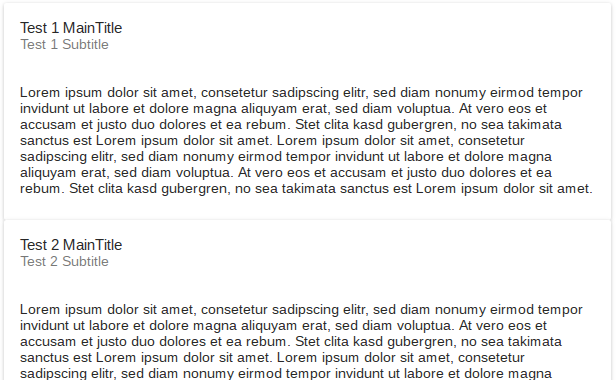 Test 1 MainTitle
Test 1 Subtitle
Lorem ipsum dolor sit amet, consetetur sadipscing elitr, sed diam nonumy eirmod tempor
invidunt ut labore et dolore magna aliquyam erat, sed diam voluptua. At vero eos et
accusam et justo duo dolores et ea rebum. Stet clita kasd gubergren, no sea takimata
sanctus est Lorem ipsum dolor sit amet. Lorem ipsum dolor sit amet, consetetur
sadipscing elitr, sed diam nonumy eirmod tempor invidunt ut labore et dolore magna
aliquyam erat, sed diam voluptua. At vero eos et accusam et justo duo dolores et ea
rebum. Stet clita kasd gubergren, no sea takimata sanctus est Lorem ipsum dolor sit amet.
Test 2 MainTitle
Test 2 Subtitle
Lorem ipsum dolor sit amet, consetetur sadipscing elitr, sed diam nonumy eirmod tempor
invidunt ut labore et dolore magna aliquyam erat, sed diam voluptua. At vero eos et
accusam et justo duo dolores et ea rebum. Stet clita kasd gubergren, no sea takimata
sanctus est Lorem ipsum dolor sit amet. Lorem ipsum dolor sit amet, consetetur
sadipscing elitr, sed diam nonumy eirmod tempor invidunt ut labore et dolore magna